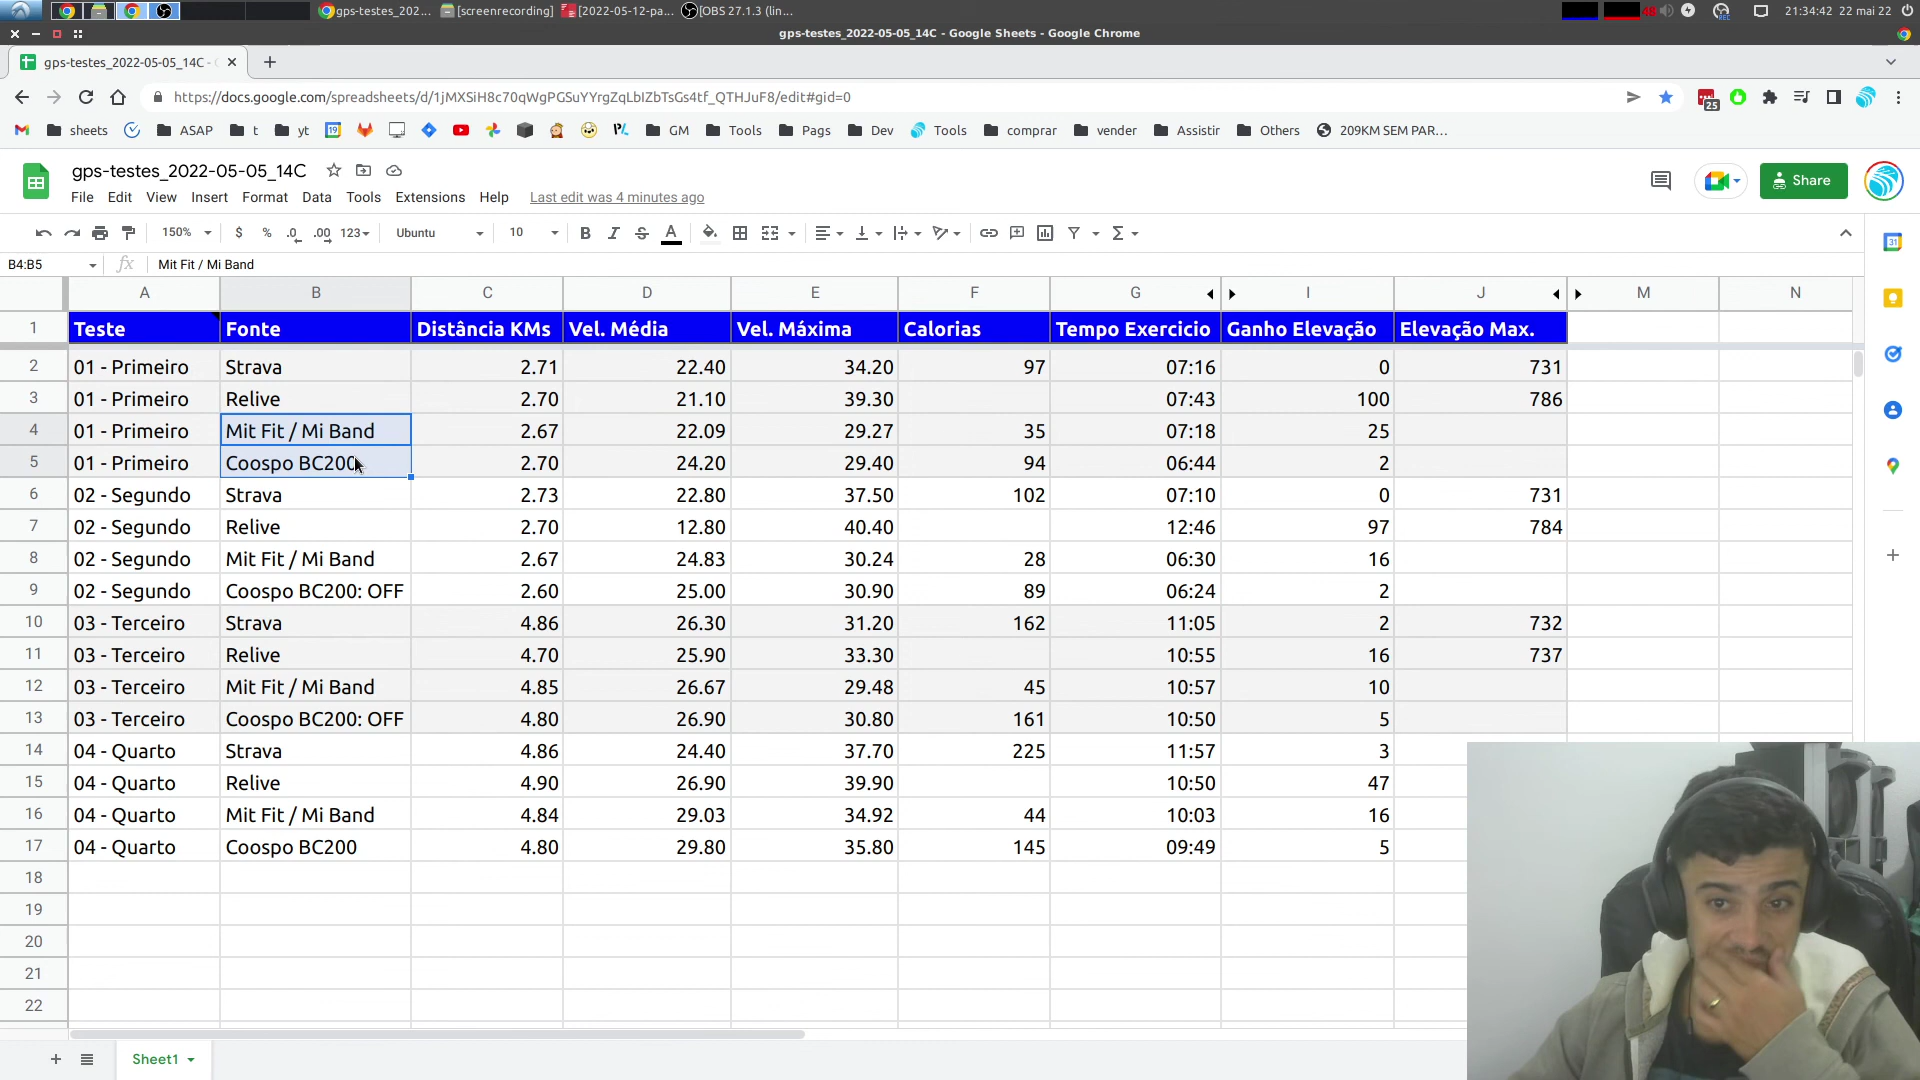 gps-testes_202...
[screenrecording]
[2022-05-12-pa...
[OBS 27.1.3 (lin...
48
REC
21:34:42 22 mai 22
gps-testes_2022-05-05_14C - Google Sheets - Google Chrome
gps-testes_2022-05-05_14C -
https://docs.google.com/spreadsheets/d/1jMXSiH8c70qWgPGSuYYrgZqLbIZbTsGs4tf_QTHJuF8/edit#gid=0
25
sheets
ASAP
t
yt
GM
Tools
Pags
Dev
Tools
comprar
vender
Assistir
Others
209KM SEM PAR...
gps-testes_2022-05-05_14C
Share
File Edit View Insert Format Data Tools Extensions Help Last edit was 4 minutes ago
150% $ % .0 .00 123 Ubuntu 10 B I S A
B4:B5 fx Mit Fit / Mi Band
A B C D E F G I J M N
1 Teste Fonte Distância KMs Vel. Média Vel. Máxima Calorias Tempo Exercicio Ganho Elevação Elevação Max.
2 01 - Primeiro Strava 2.71 22.40 34.20 97 07:16 0 731
3 01 - Primeiro Relive 2.70 21.10 39.30 07:43 100 786
4 01 - Primeiro Mit Fit / Mi Band 2.67 22.09 29.27 35 07:18 25
5 01 - Primeiro Coospo BC200 2.70 24.20 29.40 94 06:44 2
6 02 - Segundo Strava 2.73 22.80 37.50 102 07:10 0 731
7 02 - Segundo Relive 2.70 12.80 40.40 12:46 97 784
8 02 - Segundo Mit Fit / Mi Band 2.67 24.83 30.24 28 06:30 16
9 02 - Segundo Coospo BC200: OFF 2.60 25.00 30.90 89 06:24 2
10 03 - Terceiro Strava 4.86 26.30 31.20 162 11:05 2 732
11 03 - Terceiro Relive 4.70 25.90 33.30 10:55 16 737
12 03 - Terceiro Mit Fit / Mi Band 4.85 26.67 29.48 45 10:57 10
13 03 - Terceiro Coospo BC200: OFF 4.80 26.90 30.80 161 10:50 5
14 04 - Quarto Strava 4.86 24.40 37.70 225 11:57 3
15 04 - Quarto Relive 4.90 26.90 39.90 10:50 47
16 04 - Quarto Mit Fit / Mi Band 4.84 29.03 34.92 44 10:03 16
17 04 - Quarto Coospo BC200 4.80 29.80 35.80 145 09:49 5
18
19
20
21
22
Sheet1